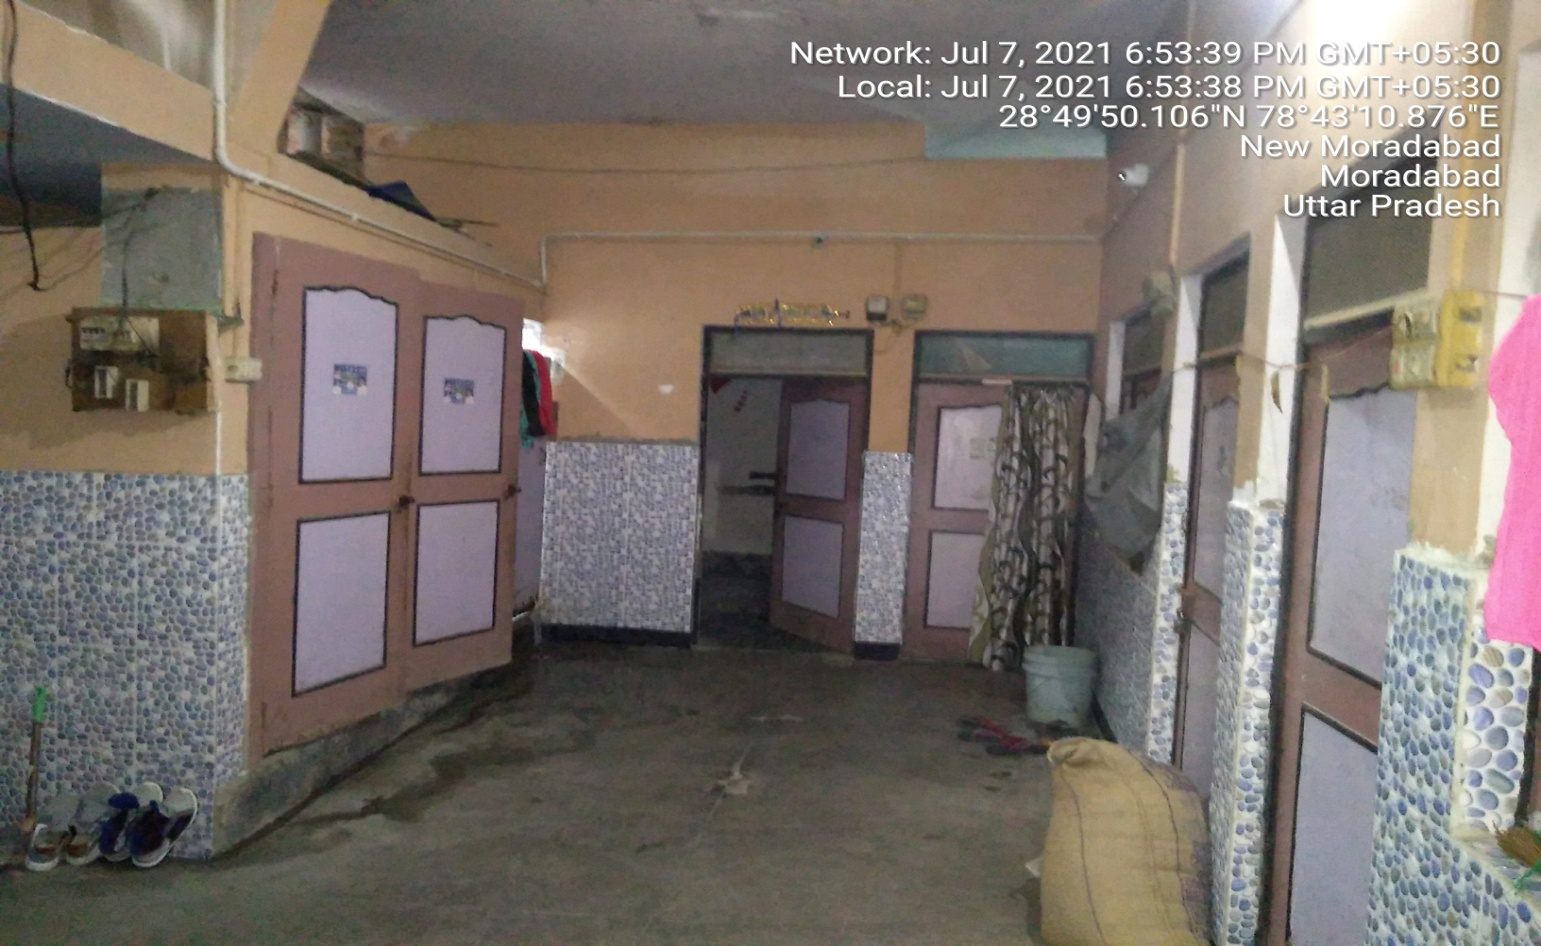 Network: Jul 7, 2021 6:53:39 PM GMT+05:30
Local: Jul 7, 2021 6:53:38 PM GMT+05:30
28°49'50.106"N 78°43'10.876"E
New Moradabad
Moradabad
Uttar Pradesh